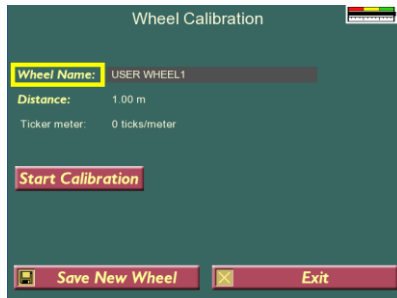 Wheel Calibration
Wheel Name: USER WHEEL1
Distance: 1.00 m
Ticker meter: 0 ticks/meter
Start Calibration
Save New Wheel Exit